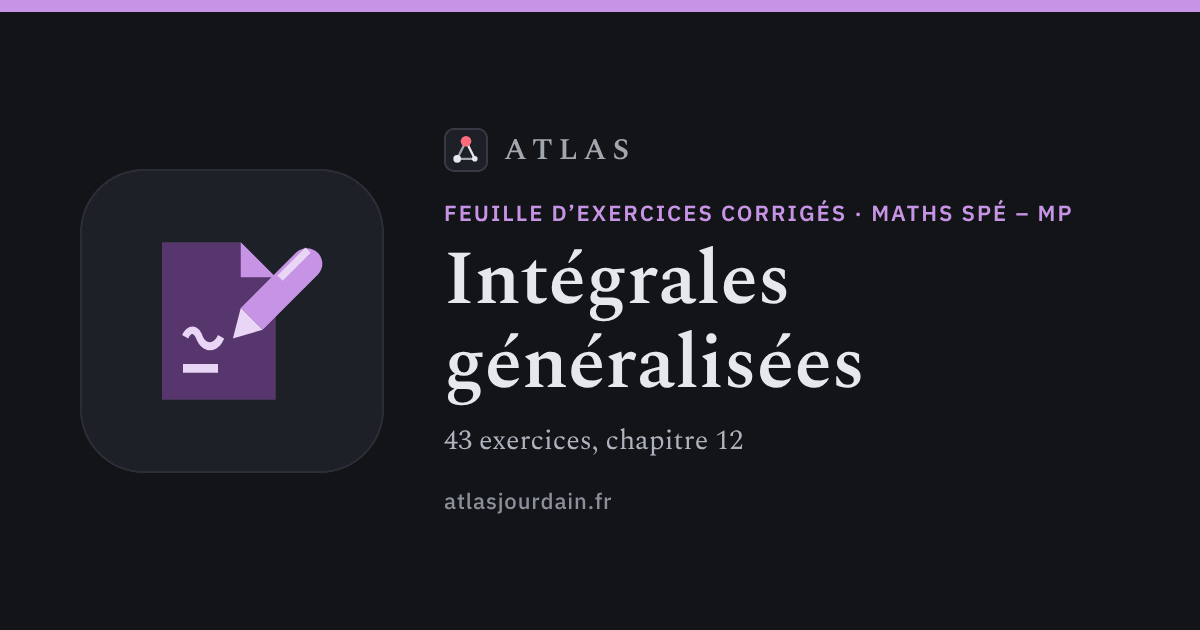 ATLAS
FEUILLE D’EXERCICES CORRIGÉS · MATHS SPÉ – MP
Intégrales
généralisées
43 exercices, chapitre 12
atlasjourdain.fr